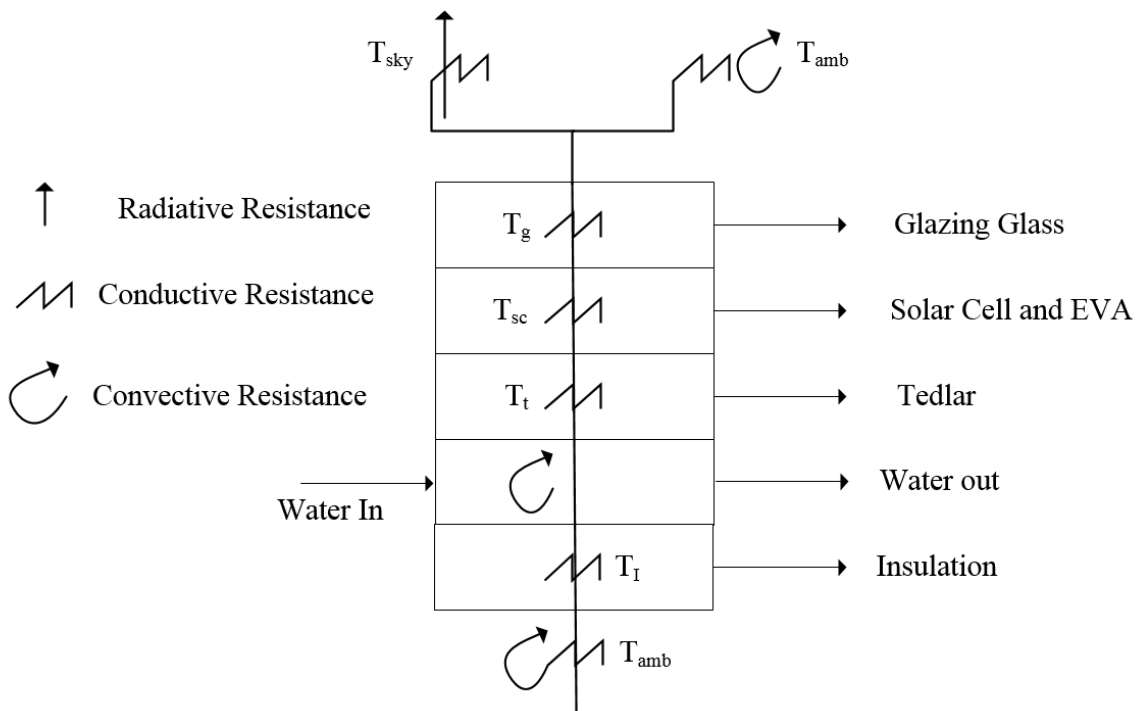 T_sky
T_amb
Radiative Resistance
T_g
Glazing Glass
Conductive Resistance
T_sc
Solar Cell and EVA
Convective Resistance
T_t
Tedlar
Water In
Water out
T_I
Insulation
T_amb